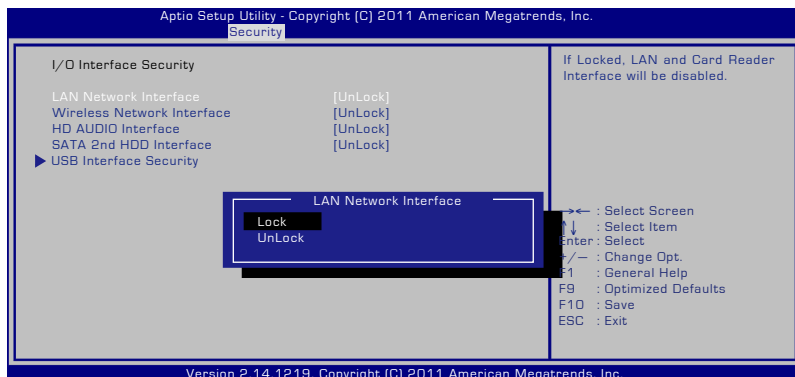 Aptio Setup Utility - Copyright (C) 2011 American Megatrends, Inc.
Security
I/O Interface Security
LAN Network Interface [UnLock]
Wireless Network Interface [UnLock]
HD AUDIO Interface [UnLock]
SATA 2nd HDD Interface [UnLock]
USB Interface Security
If Locked, LAN and Card Reader
Interface will be disabled.
LAN Network Interface
Lock
UnLock
→← : Select Screen
↑↓ : Select Item
Enter : Select
+/— : Change Opt.
F1 : General Help
F9 : Optimized Defaults
F10 : Save
ESC : Exit
Version 2.14.1219. Copyright (C) 2011 American Megatrends, Inc.